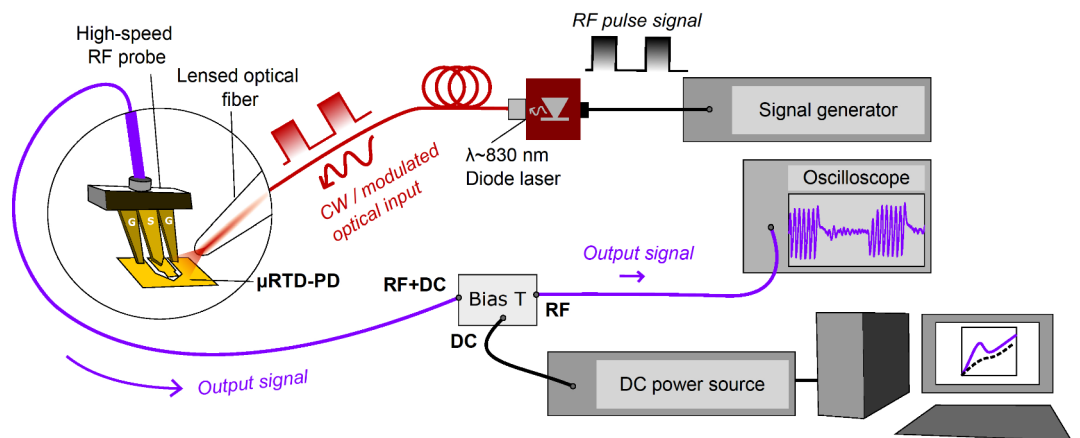 High-speed
RF probe
Lensed optical
fiber
RF pulse signal
Signal generator
λ~830 nm
Diode laser
CW / modulated
optical input
Oscilloscope
G S G
μRTD-PD
Output signal
RF+DC
Bias T
RF
DC
DC power source
Output signal